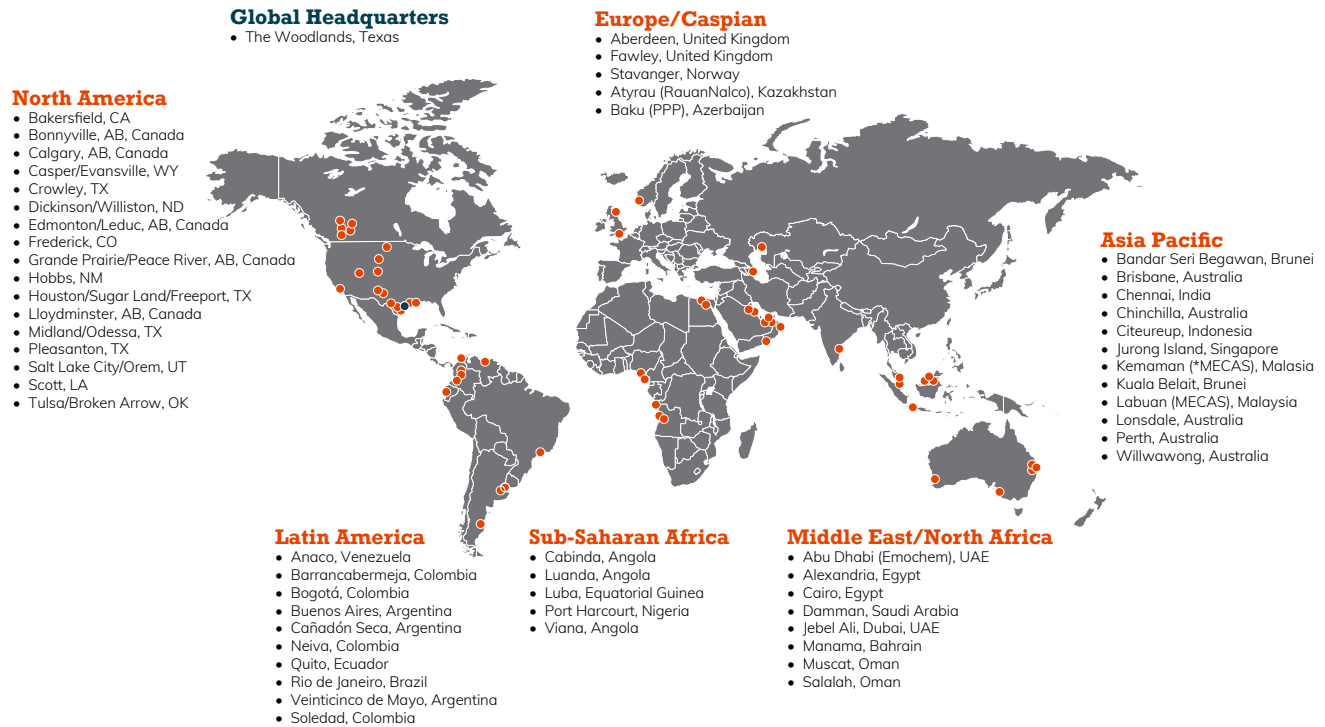 Global Headquarters
• The Woodlands, Texas
Europe/Caspian
• Aberdeen, United Kingdom
• Fawley, United Kingdom
• Stavanger, Norway
• Atyrau (RauanNalco), Kazakhstan
• Baku (PPP), Azerbaijan
North America
• Bakersfield, CA
• Bonnyville, AB, Canada
• Calgary, AB, Canada
• Casper/Evansville, WY
• Crowley, TX
• Dickinson/Williston, ND
• Edmonton/Leduc, AB, Canada
• Frederick, CO
• Grande Prairie/Peace River, AB, Canada
• Hobbs, NM
• Houston/Sugar Land/Freeport, TX
• Lloydminster, AB, Canada
• Midland/Odessa, TX
• Pleasanton, TX
• Salt Lake City/Orem, UT
• Scott, LA
• Tulsa/Broken Arrow, OK
Asia Pacific
• Bandar Seri Begawan, Brunei
• Brisbane, Australia
• Chennai, India
• Chinchilla, Australia
• Citeureup, Indonesia
• Jurong Island, Singapore
• Kemaman (*MECAS), Malasia
• Kuala Belait, Brunei
• Labuan (MECAS), Malaysia
• Lonsdale, Australia
• Perth, Australia
• Willwawong, Australia
Latin America
• Anaco, Venezuela
• Barrancabermeja, Colombia
• Bogotá, Colombia
• Buenos Aires, Argentina
• Cañadón Seca, Argentina
• Neiva, Colombia
• Quito, Ecuador
• Rio de Janeiro, Brazil
• Veinticinco de Mayo, Argentina
• Soledad, Colombia
Sub-Saharan Africa
• Cabinda, Angola
• Luanda, Angola
• Luba, Equatorial Guinea
• Port Harcourt, Nigeria
• Viana, Angola
Middle East/North Africa
• Abu Dhabi (Emochem), UAE
• Alexandria, Egypt
• Cairo, Egypt
• Damman, Saudi Arabia
• Jebel Ali, Dubai, UAE
• Manama, Bahrain
• Muscat, Oman
• Salalah, Oman